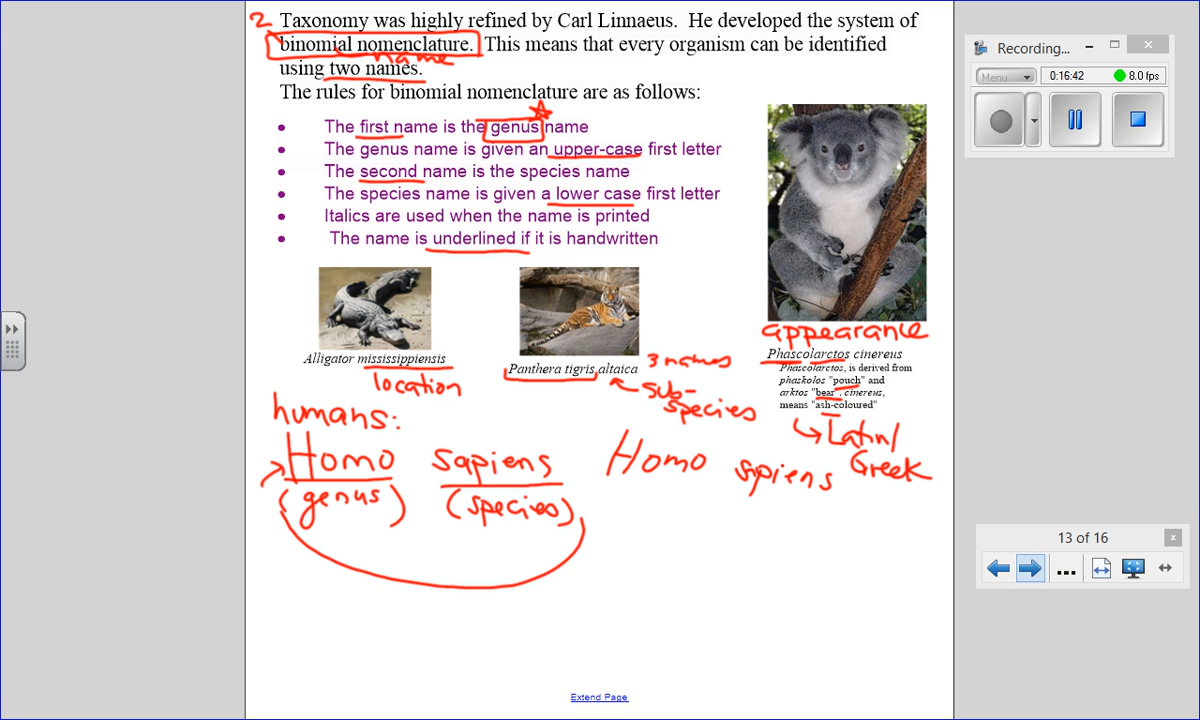 2 Taxonomy was highly refined by Carl Linnaeus. He developed the system of
binomial nomenclature. This means that every organism can be identified
name
using two names.
The rules for binomial nomenclature are as follows:
• The first name is the genus name
• The genus name is given an upper-case first letter
• The second name is the species name
• The species name is given a lower case first letter
• Italics are used when the name is printed
• The name is underlined if it is handwritten
Recording...
Menu
0:16:42
8.0 fps
appearance
Alligator mississippiensis
location
Panthera tigris altaica
3 names
sub-
species
Phascolarctos cinereus
Phascolarctos, is derived from
phaskolos "pouch" and
arktos "bear", cinereus,
means "ash-coloured"
Latin/
Greek
humans:
Homo sapiens
(genus) (species)
Homo sapiens
13 of 16
...
Extend Page